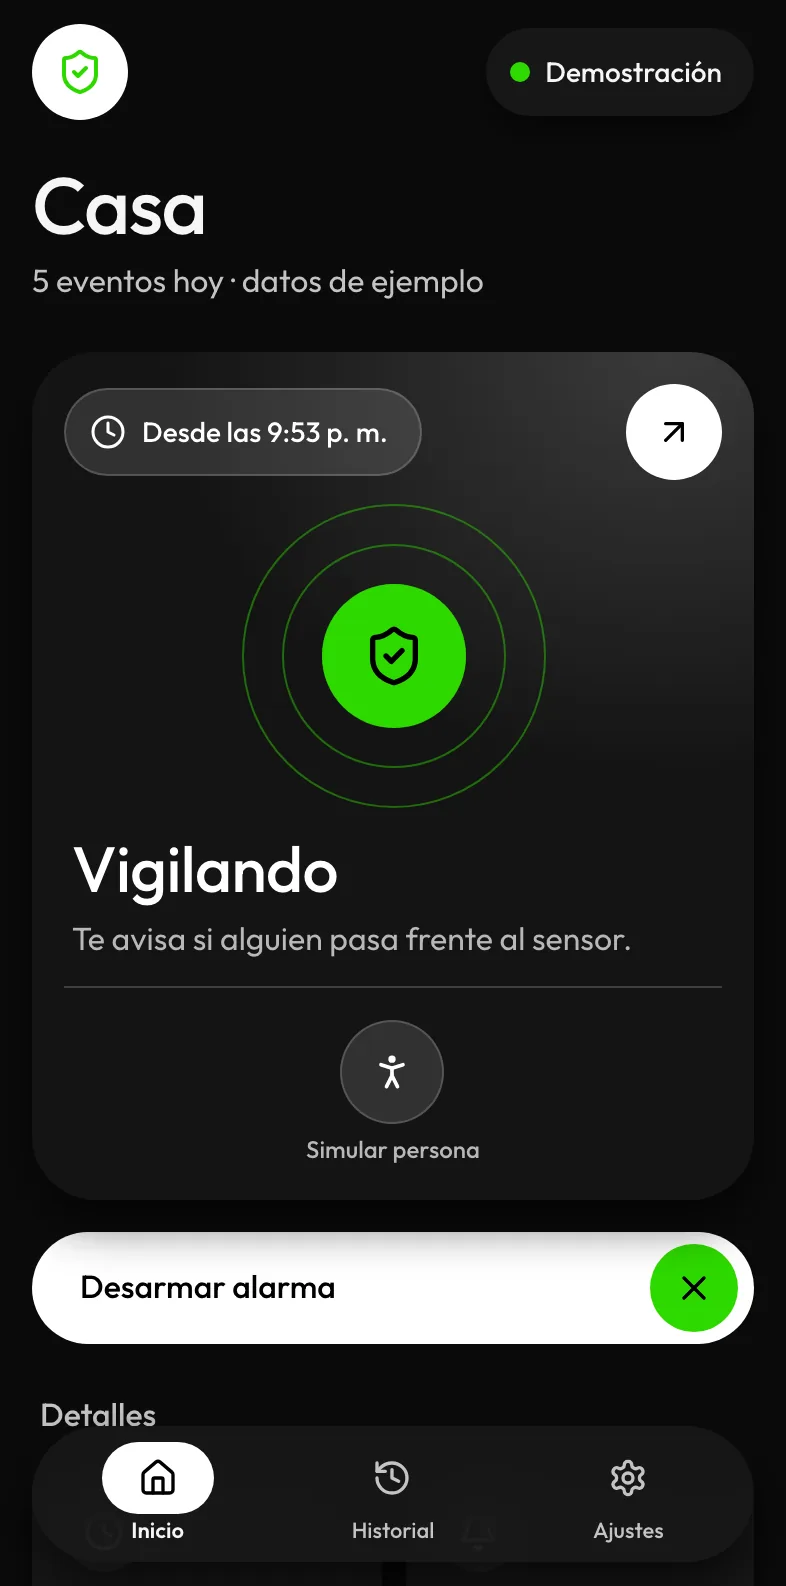 Demostración
Casa
5 eventos hoy · datos de ejemplo
Desde las 9:53 p. m.
Vigilando
Te avisa si alguien pasa frente al sensor.
Simular persona
Desarmar alarma
Detalles
Inicio
Historial
Ajustes